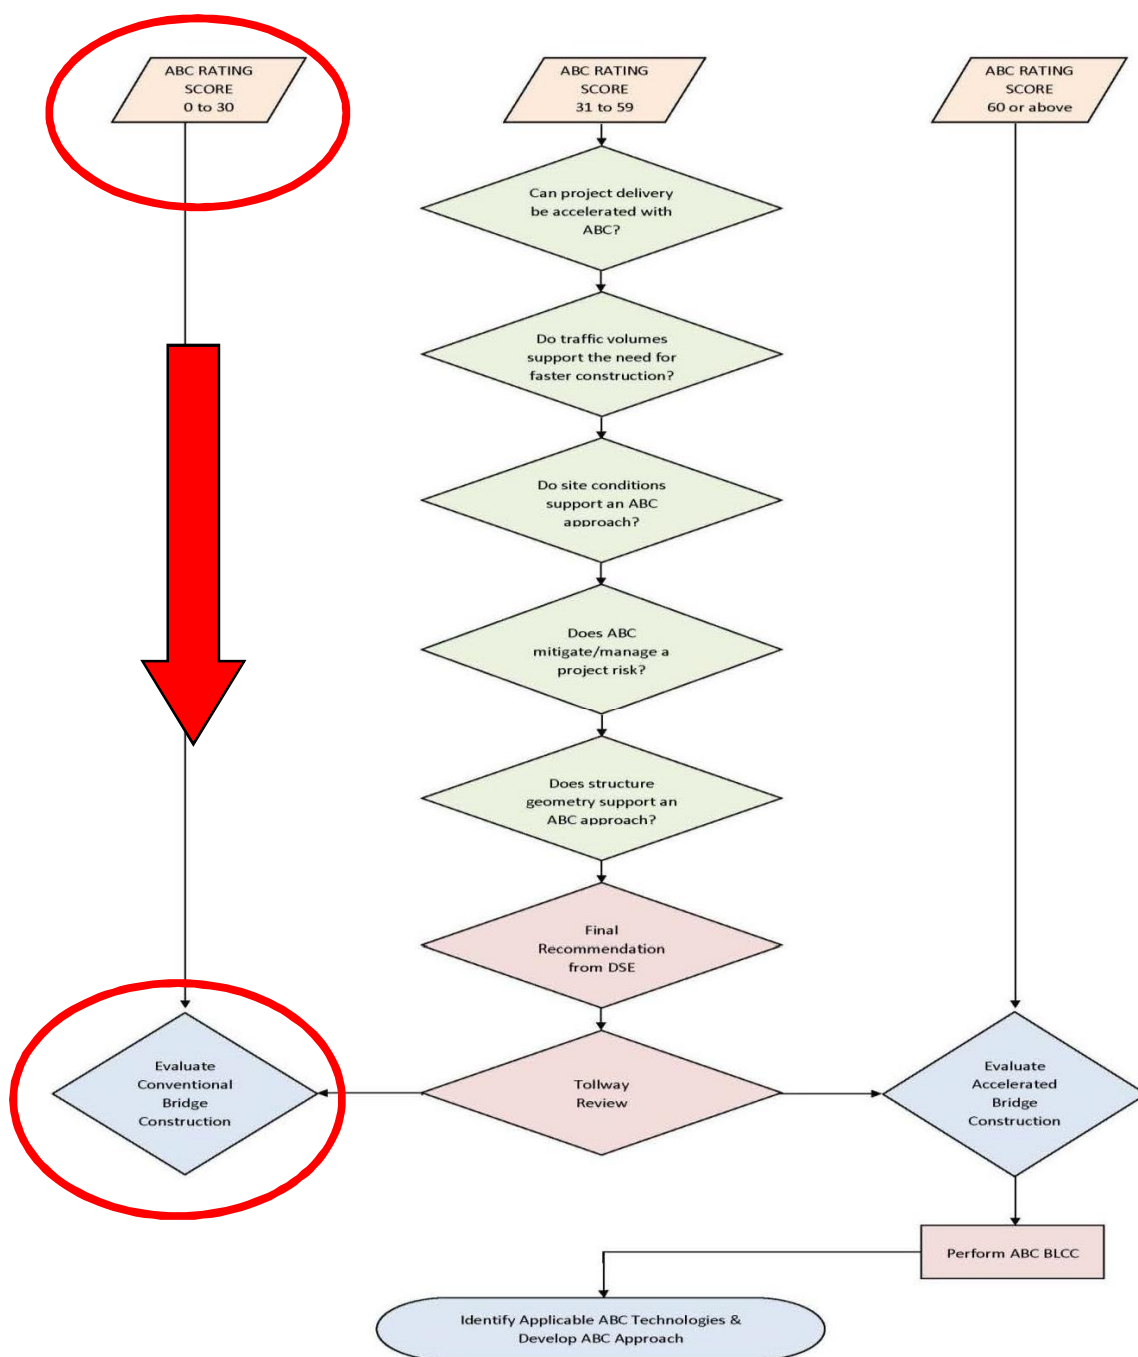 ABC RATING
SCORE
0 to 30
ABC RATING
SCORE
31 to 59
ABC RATING
SCORE
60 or above
Can project delivery
be accelerated with
ABC?
Do traffic volumes
support the need for
faster construction?
Do site conditions
support an ABC
approach?
Does ABC
mitigate/manage a
project risk?
Does structure
geometry support an
ABC approach?
Final
Recommendation
from DSE
Evaluate
Conventional
Bridge
Construction
Tollway
Review
Evaluate
Accelerated
Bridge
Construction
Perform ABC BLCC
Identify Applicable ABC Technologies &
Develop ABC Approach